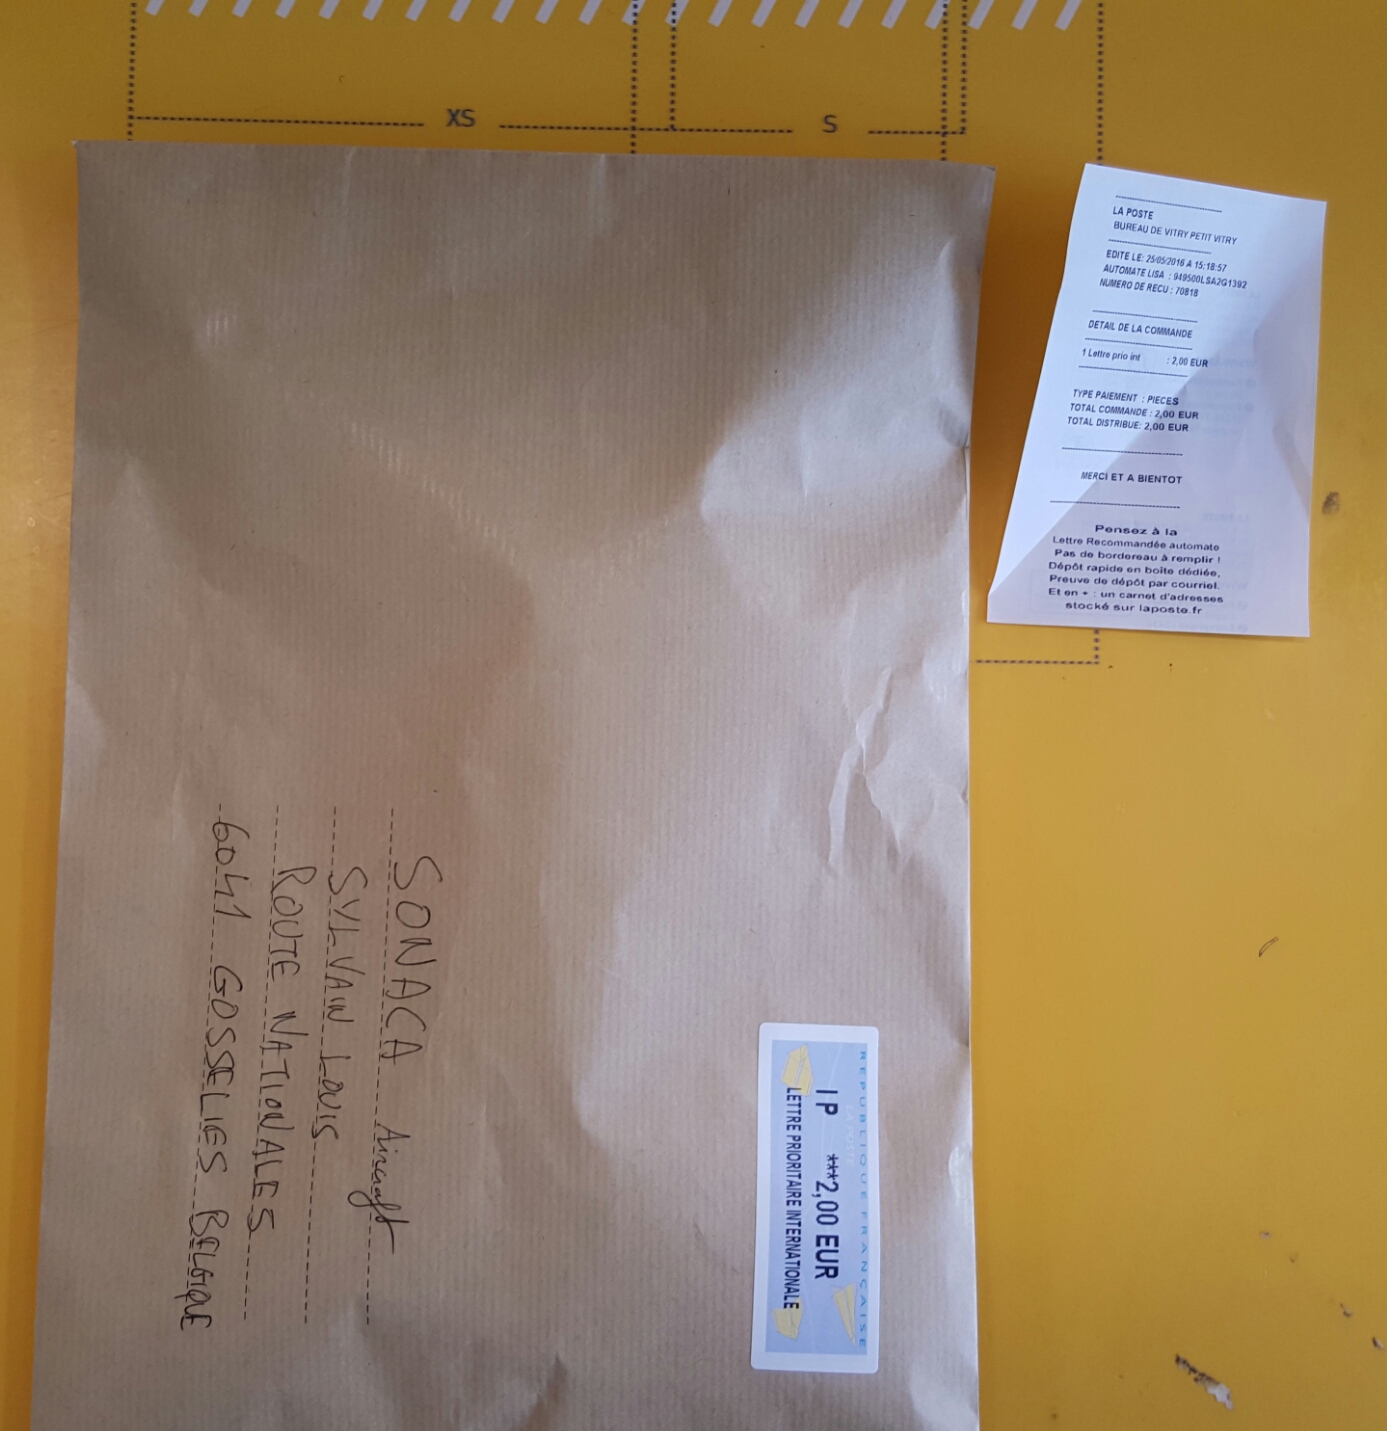 XS
S
LA POSTE
BUREAU DE VITRY PETIT VITRY
EDITE LE: 25/05/2016 A 15:18:57
AUTOMATE LISA : 949500LSA2G1392
NUMERO DE RECU : 70818
DETAIL DE LA COMMANDE
1 Lettre prio int : 2,00 EUR
TYPE PAIEMENT : PIECES
TOTAL COMMANDE : 2,00 EUR
TOTAL DISTRIBUE: 2,00 EUR
MERCI ET A BIENTOT
Pensez à la
Lettre Recommandée automate
Pas de bordereau à remplir !
Dépôt rapide en boîte dédiée,
Preuve de dépôt par courriel.
Et en + : un carnet d'adresses
stocké sur laposte.fr
REPUBLIQUE FRANÇAISE
LA POSTE
IP ***2,00 EUR
LETTRE PRIORITAIRE INTERNATIONALE
SONACA Aircraft
SYLVAIN LOUIS
ROUTE NATIONALES
6041 GOSSELIES BELGIQUE